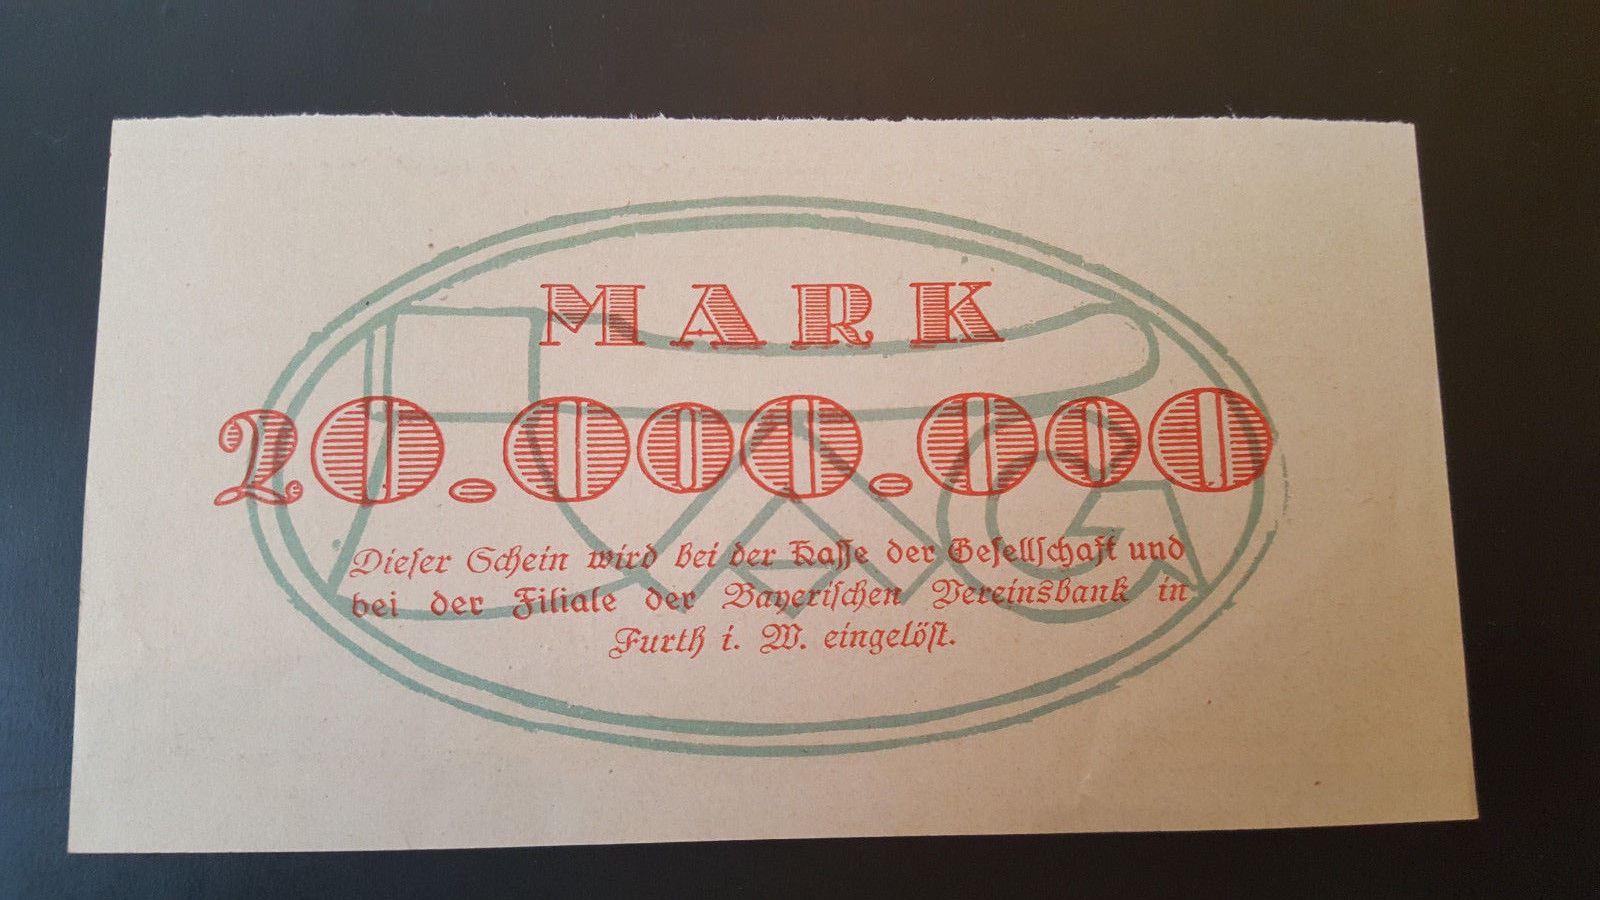 MARK
20.000.000
Dieser Schein wird bei der Kasse der Gesellschaft und
bei der Filiale der Bayerischen Vereinsbank in
Furth i. W. eingelöst.